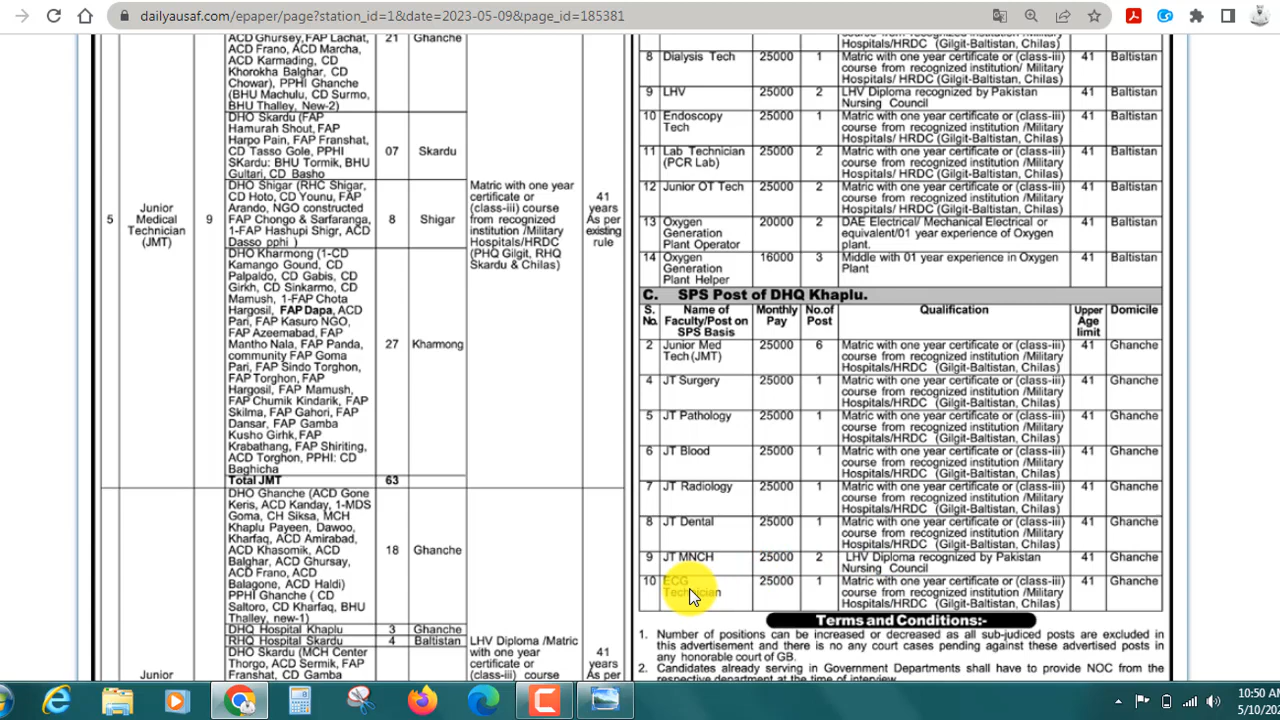 dailyausaf.com/epaper/page?station_id=1&date=2023-05-09&page_id=185381
ACD Ghursey,FAP Lachat,
ACD Frano, ACD Marcha,
ACD Karmading, CD
Khorokha Balghar, CD
Chowar), PPHI Ghanche
(BHU Machulu, CD Surmo,
BHU Thalley, New-2)
21
Ghanche
DHO Skardu (FAP
Hamurah Shout, FAP
Harpo Pain, FAP Franshat,
CD Tasso Gole, PPHI
SKardu: BHU Tormik, BHU
Gultari, CD Basho
07
Skardu
5
Junior
Medical
Technician
(JMT)
9
DHO Shigar (RHC Shigar,
CD Hoto, CD Younu, FAP
Arando, NGO constructed
FAP Chongo & Sarfaranga,
1-FAP Hashupi Shigr, ACD
Dasso pphi )
8
Shigar
Matric with one year
certificate or
(class-iii) course
from recognized
institution /Military
Hospitals/HRDC
(PHQ Gilgit, RHQ
Skardu & Chilas)
41
years
As per
existing
rule
DHO Kharmong (1-CD
Kamango Gound, CD
Palpaldo, CD Gabis, CD
Girkh, CD Sinkarmo, CD
Mamush, 1-FAP Chota
Hargosil, FAP Dapa, ACD
Pari, FAP Kasuro NGO,
FAP Azeemabad, FAP
Mantho Nala, FAP Panda,
community FAP Goma
Pari, FAP Sindo Torghon,
FAP Torghon, FAP
Hargosil, FAP Mamush,
FAP Chumik Kindarik, FAP
Skilma, FAP Gahori, FAP
Dansar, FAP Gamba
Kusho Girhk,FAP
Krabathang, FAP Shiriting,
ACD Torghon, PPHI: CD
Baghicha
27
Khamong
Total JMT
63
DHO Ghanche (ACD Gone
Keris, ACD Kanday, 1-MDS
Goma, CH Siksa, MCH
Khaplu Payeen, Dawoo,
Kharfaq, ACD Amirabad,
ACD Khasomik, ACD
Balghar, ACD Ghursay,
ACD Frano, ACD
Balagone, ACD Haldi)
PPHI Ghanche ( CD
Saltoro, CD Kharfaq, BHU
Thalley, new-1)
18
Ghanche
DHQ Hospital Khaplu 3 Ghanche
RHQ Hospital Skardu 4 Baltistan
DHO Skardu (MCH Center
Thorgo, ACD Sermik, FAP
Franshat, CD Gamba
Junior
LHV Diploma /Matric
with one year
certificate or
(class-iii) course
41
years
As per
course from recognized institution/ Military
Hospitals/HRDC (Gilgit-Baltistan, Chilas)
8 Dialysis Tech 25000 1 Matric with one year certificate or (class-iii) 41 Baltistan
course from recognized institution/ Military
Hospitals/ HRDC (Gilgit-Baltistan, Chilas)
9 LHV 25000 2 LHV Diploma recognized by Pakistan 41 Baltistan
Nursing Council
10 Endoscopy 25000 1 Matric with one year certificate or (class-iii) 41 Baltistan
Tech course from recognized institution /Military
Hospitals/ HRDC (Gilgit-Baltistan, Chilas)
11 Lab Technician 25000 2 Matric with one year certificate or (class-iii) 41 Baltistan
(PCR Lab) course from recognized institution /Military
Hospitals/ HRDC (Gilgit-Baltistan, Chilas)
12 Junior OT Tech 25000 2 Matric with one year certificate or (class-iii) 41 Baltistan
course from recognized institution /Military
Hospitals/ HRDC (Gilgit-Baltistan, Chilas)
13 Oxygen 20000 2 DAE Electrical/ Mechanical Electrical or 41 Baltistan
Generation equivalent/01 year experience of Oxygen
Plant Operator plant.
14 Oxygen 16000 3 Middle with 01 year experience in Oxygen 41 Baltistan
Generation Plant
Plant Helper
C. SPS Post of DHQ Khaplu.
S. Name of Monthly No.of Qualification Upper Domicile
No. Faculty/Post on Pay Post Age
SPS Basis limit
2 Junior Med 25000 6 Matric with one year certificate or (class-iii) 41 Ghanche
Tech(JMT) course from recognized institution /Military
Hospitals/HRDC (Gilgit-Baltistan, Chilas)
4 JT Surgery 25000 1 Matric with one year certificate or (class-iii) 41 Ghanche
course from recognized institution /Military
Hospitals/HRDC (Gilgit-Baltistan, Chilas)
5 JT Pathology 25000 1 Matric with one year certificate or (class-iii) 41 Ghanche
course from recognized institution /Military
Hospitals/HRDC (Gilgit-Baltistan, Chilas)
6 JT Blood 25000 1 Matric with one year certificate or (class-iii) 41 Ghanche
course from recognized institution /Military
Hospitals/HRDC (Gilgit-Baltistan, Chilas)
7 JT Radiology 25000 1 Matric with one year certificate or (class-iii) 41 Ghanche
course from recognized institution /Military
Hospitals/HRDC (Gilgit-Baltistan, Chilas)
8 JT Dental 25000 1 Matric with one year certificate or (class-iii) 41 Ghanche
course from recognized institution /Military
Hospitals/HRDC (Gilgit-Baltistan, Chilas)
9 JT MNCH 25000 2 LHV Diploma recognized by Pakistan 41 Ghanche
Nursing Council
10 ECG 25000 1 Matric with one year certificate or (class-iii) 41 Ghanche
Technician course from recognized institution /Military
Hospitals/HRDC (Gilgit-Baltistan, Chilas)
Terms and Conditions:-
1. Number of positions can be increased or decreased as all sub-judiced posts are excluded in
this advertisement and there is no any court cases pending against these advertised posts in
any honorable court of GB.
2. Candidates already serving in Government Departments shall have to provide NOC from the
respective department at the time of interview.
10:50 AM
5/10/20